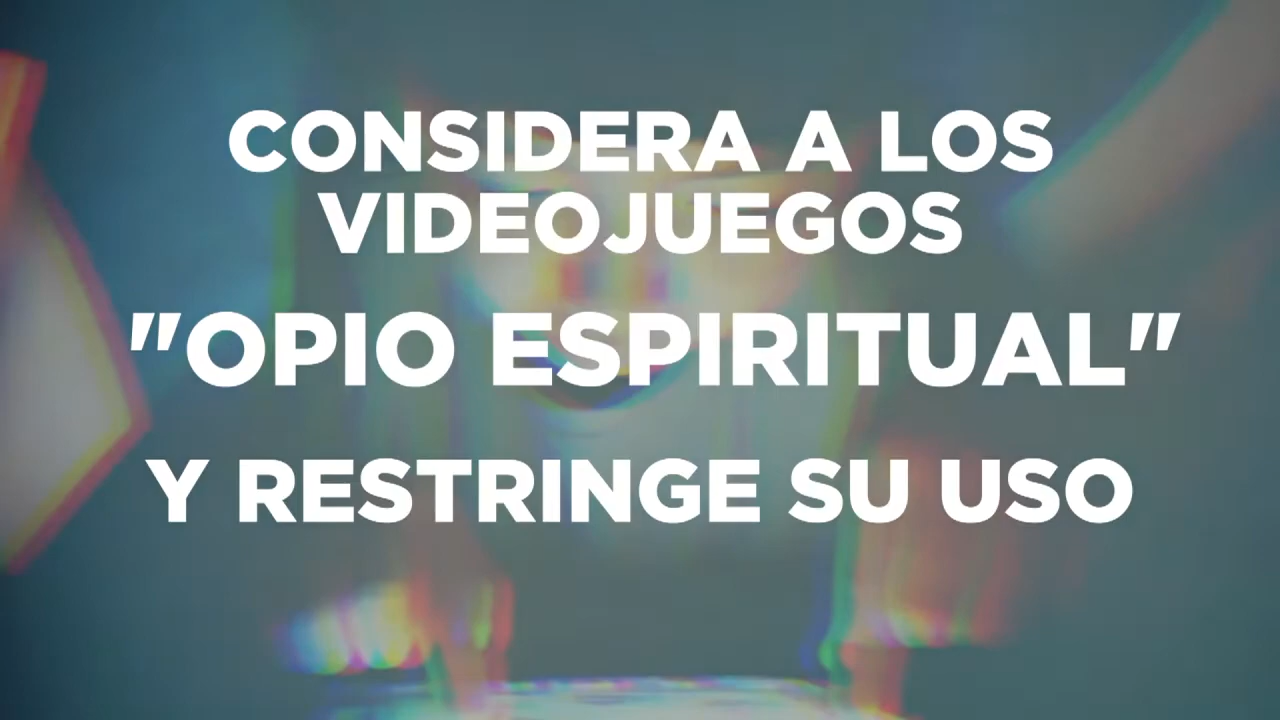 CONSIDERA A LOS
VIDEOJUEGOS
"OPIO ESPIRITUAL"
Y RESTRINGE SU USO